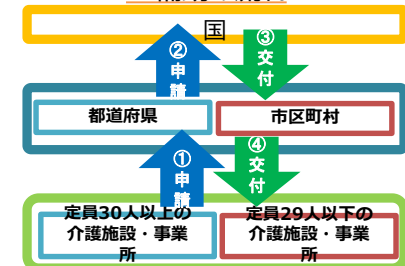 国
②
申
請
③
交
付
都道府県
市区町村
①
申
請
④
交
付
定員30人以上の
介護施設・事業
所
定員29人以下の
介護施設・事業
所